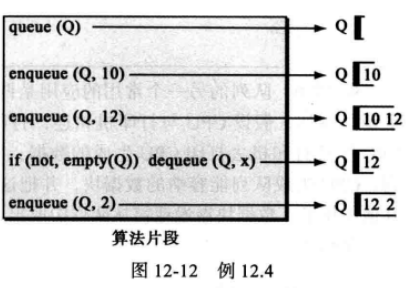 queue (Q) Q
enqueue (Q, 10) Q 10
enqueue (Q, 12) Q 10 12
if (not, empty(Q)) dequeue (Q, x) Q 12
enqueue (Q, 2) Q 12 2
算法片段
图 12-12 例 12.4